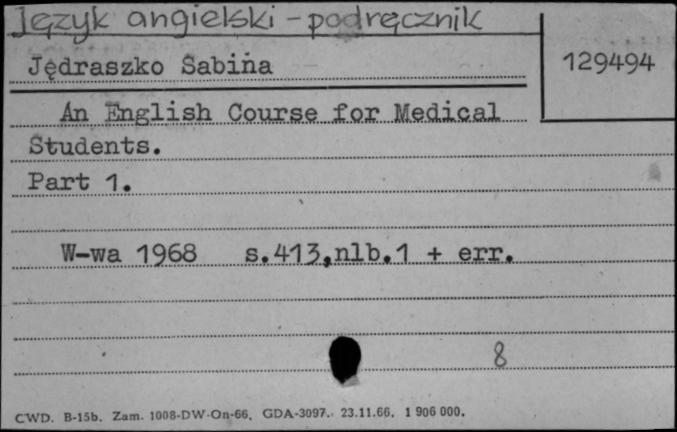 Język angielski - podręcznik
Jędraszko Sabina
129494
An English Course for Medical
Students.
Part 1.
W-wa 1968 s.413,nlb.1 + err.
8
CWD. B-15b. Zam. 1008-DW-On-66. GDA-3097. 23.11.66. 1 906 000.